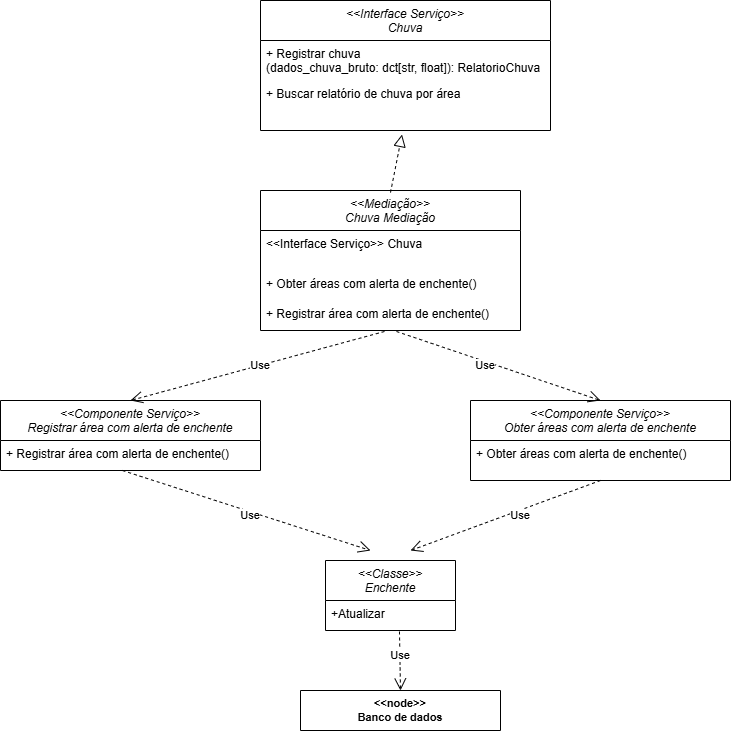 <<Interface Serviço>>
Chuva
+ Registrar chuva
(dados_chuva_bruto: dct[str, float]): RelatorioChuva
+ Buscar relatório de chuva por área
<<Mediação>>
Chuva Mediação
<<Interface Serviço>> Chuva
+ Obter áreas com alerta de enchente()
+ Registrar área com alerta de enchente()
Use
Use
<<Componente Serviço>>
Registrar área com alerta de enchente
+ Registrar área com alerta de enchente()
<<Componente Serviço>>
Obter áreas com alerta de enchente
+ Obter áreas com alerta de enchente()
Use
Use
<<Classe>>
Enchente
+Atualizar
Use
<<node>>
Banco de dados